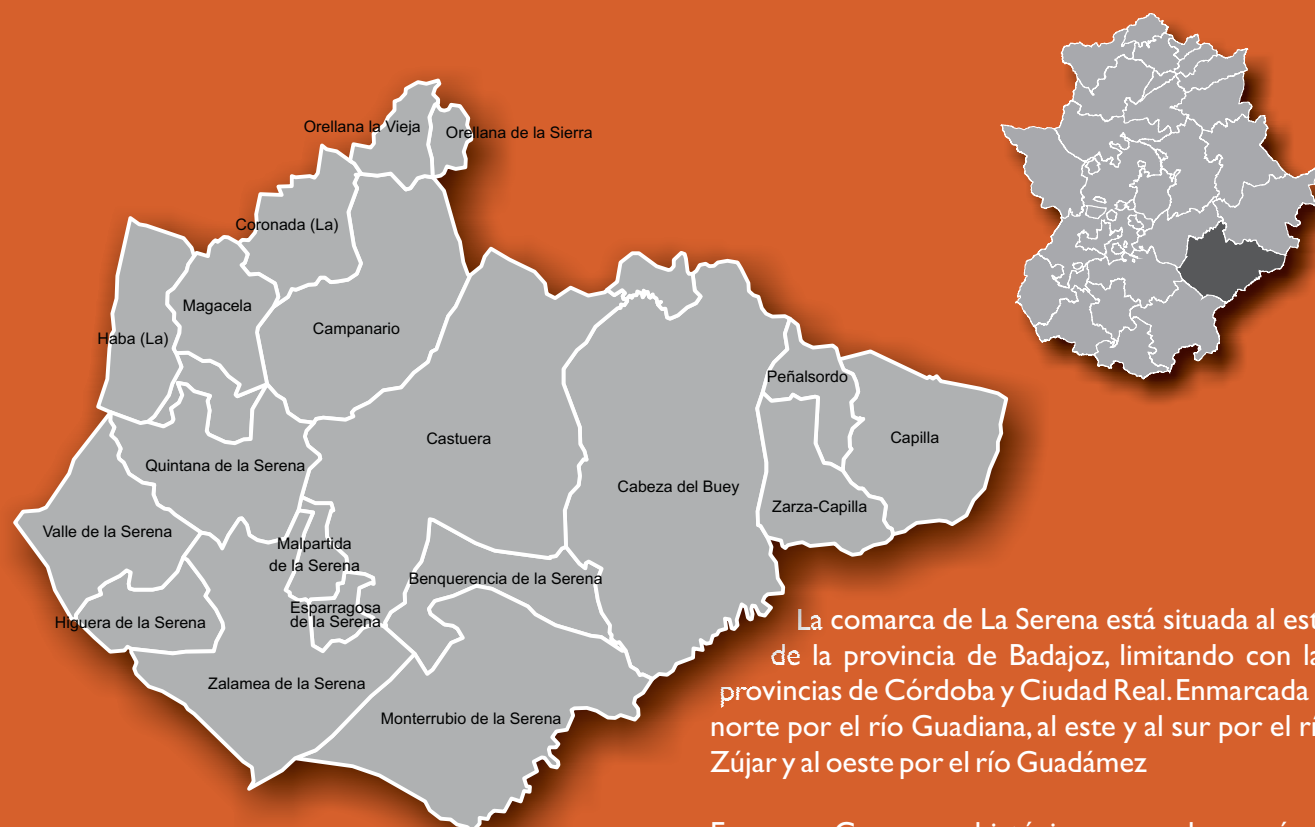 Orellana la Vieja
Orellana de la Sierra
Coronada (La)
Magacela
Campanario
Haba (La)
Peñalsordo
Castuera
Capilla
Quintana de la Serena
Cabeza del Buey
Zarza-Capilla
Valle de la Serena
Malpartida
de la Serena
Benquerencia de la Serena
Esparragosa
de la Serena
Higuera de la Serena
Zalamea de la Serena
Monterrubio de la Serena
La comarca de La Serena está situada al est
de la provincia de Badajoz, limitando con la
provincias de Córdoba y Ciudad Real. Enmarcada
norte por el río Guadiana, al este y al sur por el rí
Zújar y al oeste por el río Guadámez